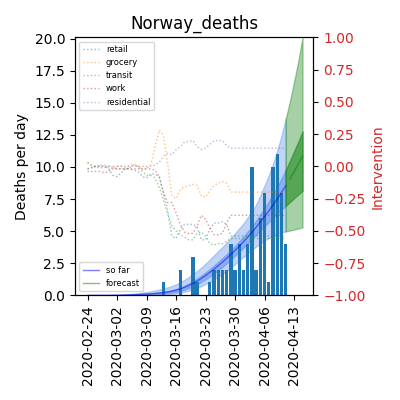 Norway_deaths
Deaths per day
20.0
17.5
15.0
12.5
10.0
7.5
5.0
2.5
0.0
retail
grocery
transit
work
residential
so far
forecast
1.00
0.75
0.50
0.25
0.00
−0.25
−0.50
−0.75
−1.00
Intervention
2020-02-24
2020-03-02
2020-03-09
2020-03-16
2020-03-23
2020-03-30
2020-04-06
2020-04-13